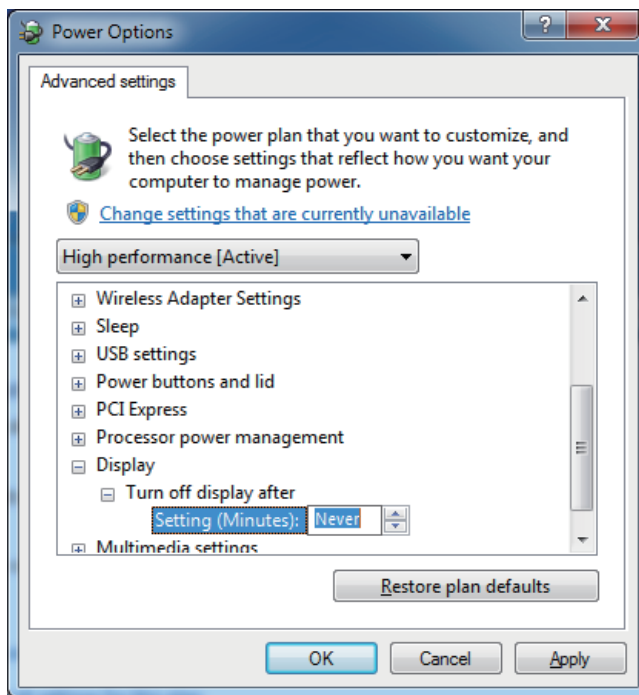 Power Options
Advanced settings
Select the power plan that you want to customize, and
then choose settings that reflect how you want your
computer to manage power.
Change settings that are currently unavailable
High performance [Active]
Wireless Adapter Settings
Sleep
USB settings
Power buttons and lid
PCI Express
Processor power management
Display
Turn off display after
Setting (Minutes): Never
Multimedia settings
Restore plan defaults
OK Cancel Apply